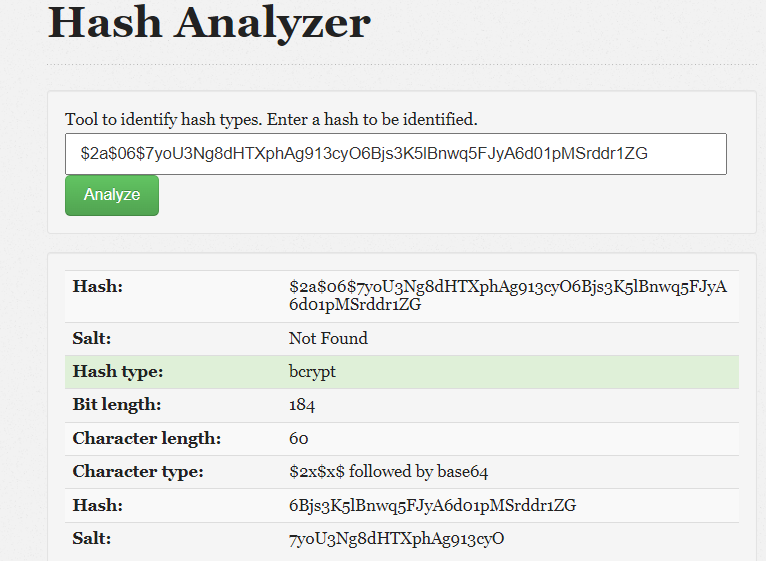 Hash Analyzer
Tool to identify hash types. Enter a hash to be identified.
$2a$06$7yoU3Ng8dHTXphAg913cyO6Bjs3K5lBnwq5FJyA6d01pMSrddr1ZG
Analyze
Hash: $2a$06$7yoU3Ng8dHTXphAg913cyO6Bjs3K5lBnwq5FJyA
6d01pMSrddr1ZG
Salt: Not Found
Hash type: bcrypt
Bit length: 184
Character length: 60
Character type: $2x$x$ followed by base64
Hash: 6Bjs3K5lBnwq5FJyA6d01pMSrddr1ZG
Salt: 7yoU3Ng8dHTXphAg913cyO